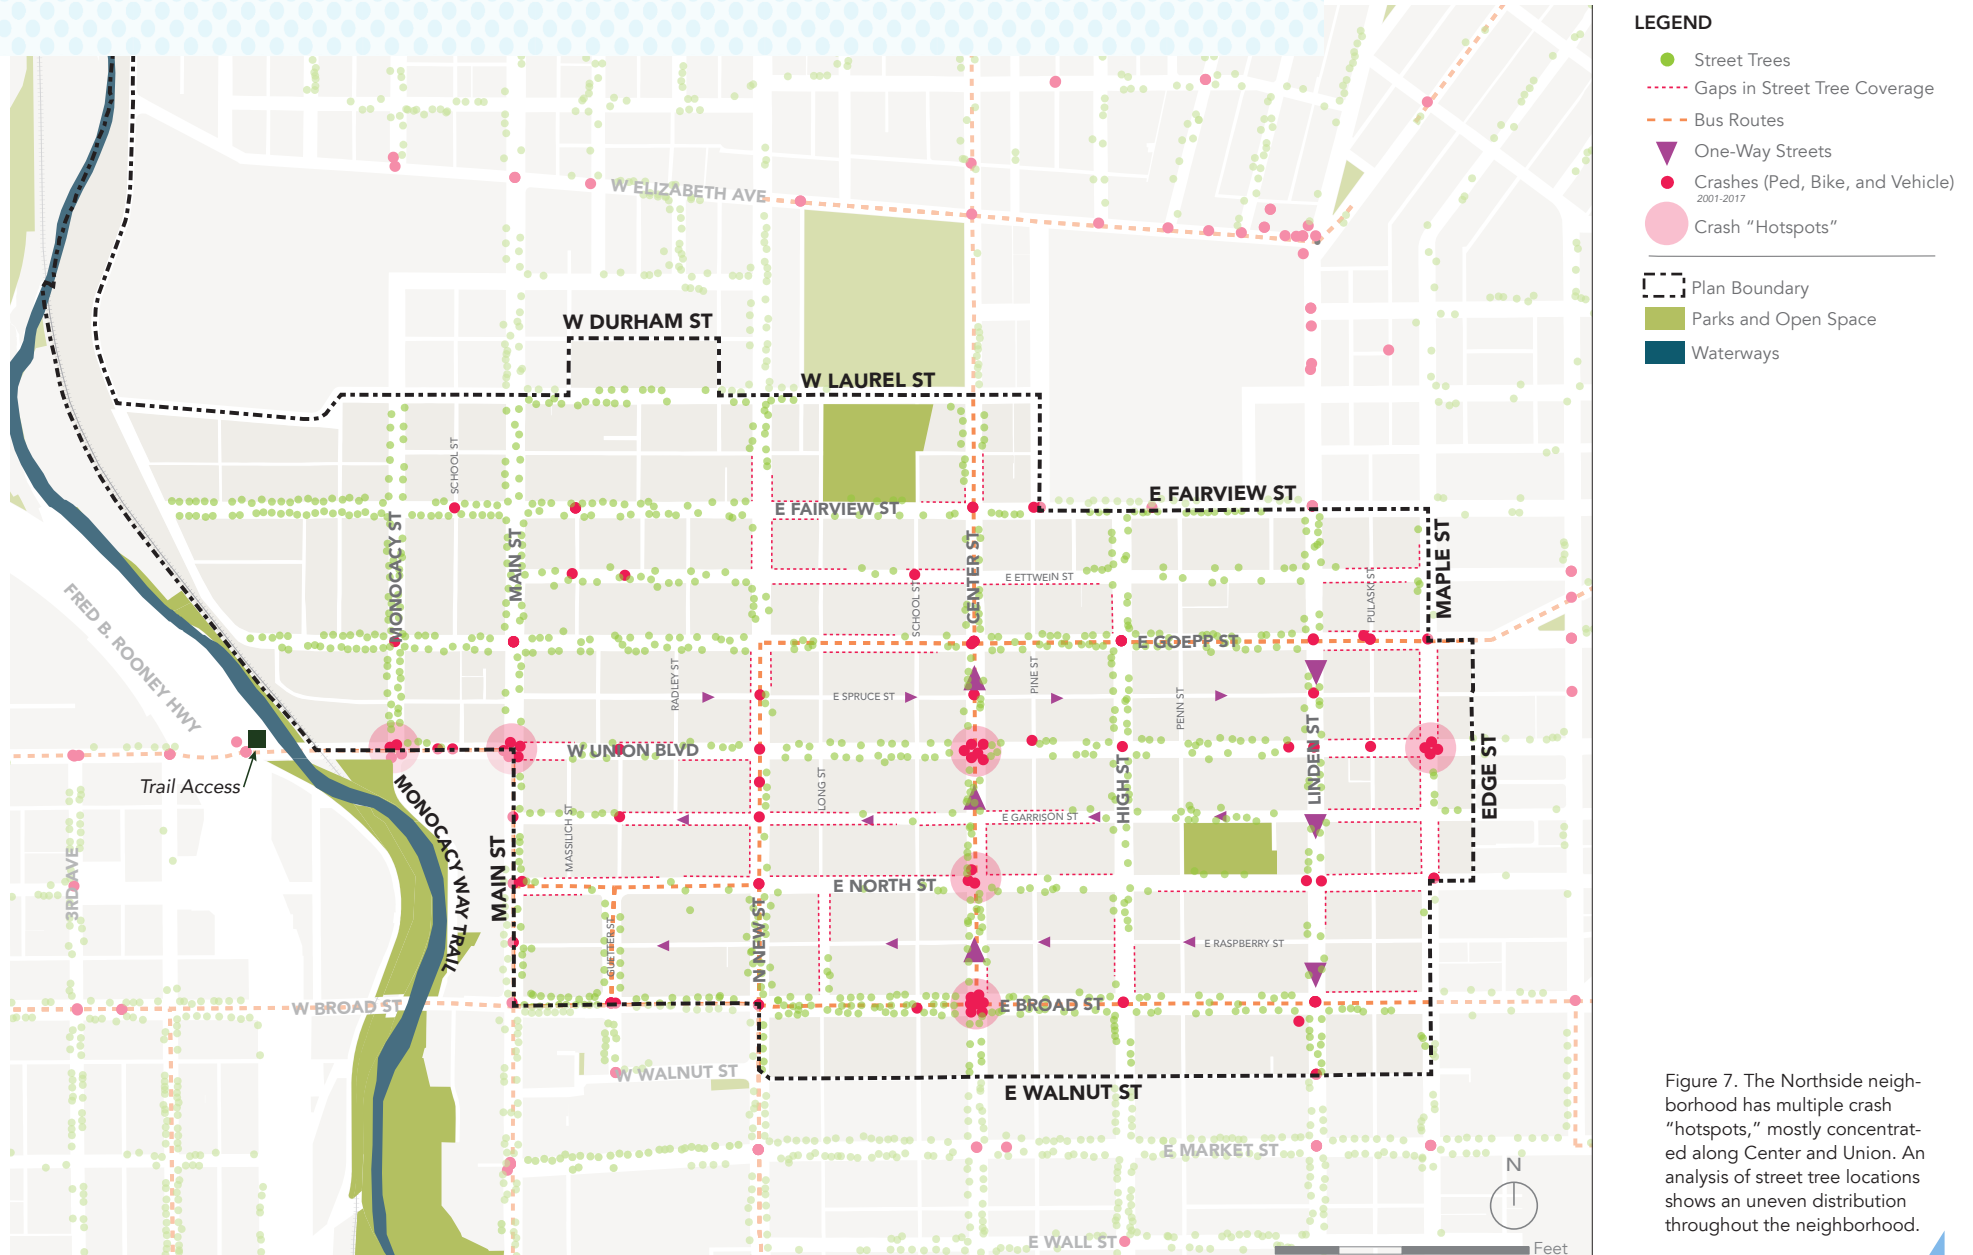 LEGEND
Street Trees
Gaps in Street Tree Coverage
Bus Routes
One-Way Streets
Crashes (Ped, Bike, and Vehicle)
2001-2017
Crash “Hotspots”
Plan Boundary
Parks and Open Space
Waterways
W ELIZABETH AVE
W DURHAM ST
W LAUREL ST
SCHOOL ST
E FAIRVIEW ST
E FAIRVIEW ST
MONOCACY ST
MAIN ST
CENTER ST
MAPLE ST
E ETTWEIN ST
SCHOOL ST
PULASKI ST
FRED B. ROONEY HWY
E GOEPP ST
RADLEY ST
E SPRUCE ST
PINE ST
PENN ST
LINDEN ST
W UNION BLVD
EDGE ST
Trail Access
MONOCACY WAY TRAIL
LONG ST
HIGH ST
MASSILICH ST
E GARRISON ST
3RD AVE
MAIN ST
E NORTH ST
GUETTER ST
N NEW ST
E RASPBERRY ST
W BROAD ST
E BROAD ST
W WALNUT ST
E WALNUT ST
E MARKET ST
E WALL ST
N
Feet
Figure 7. The Northside neigh-
borhood has multiple crash
“hotspots,” mostly concentrat-
ed along Center and Union. An
analysis of street tree locations
shows an uneven distribution
throughout the neighborhood.